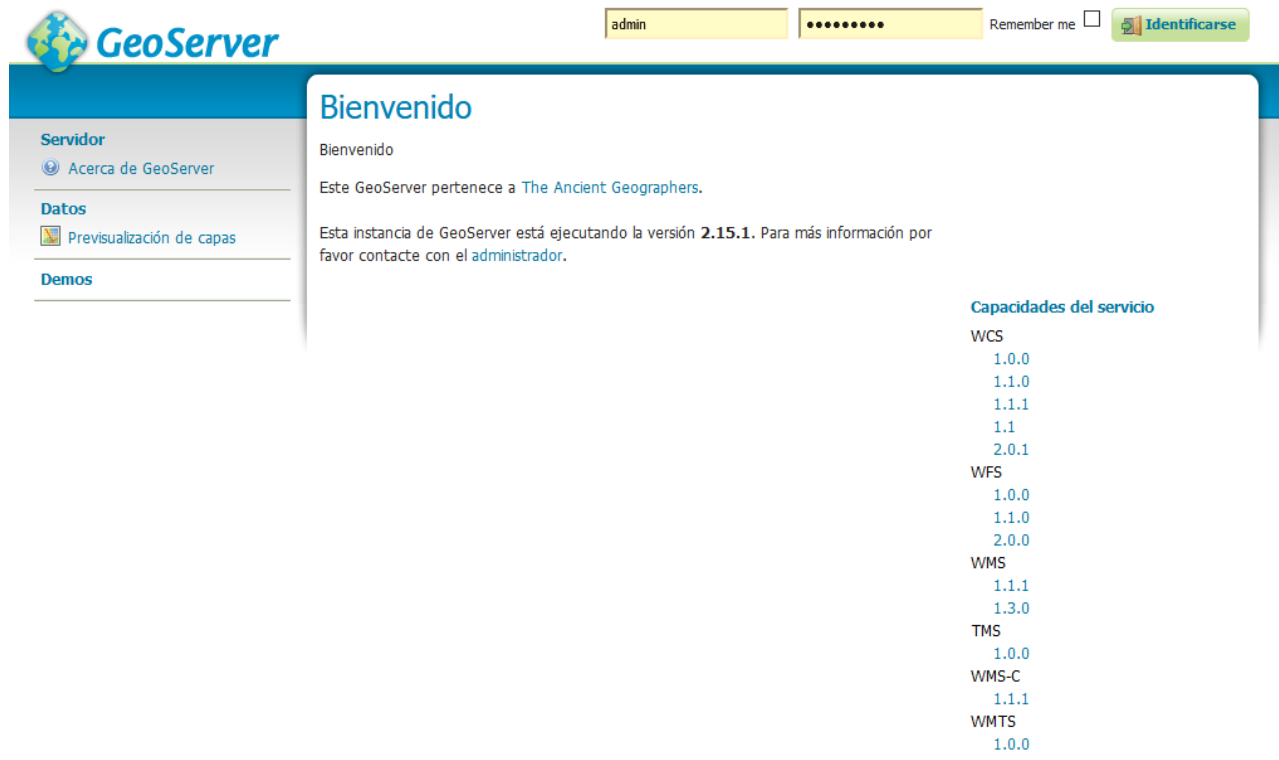 GeoServer
admin
•••••••••
Remember me
Identificarse
Servidor
Acerca de GeoServer
Datos
Previsualización de capas
Demos
Bienvenido
Bienvenido
Este GeoServer pertenece a The Ancient Geographers.
Esta instancia de GeoServer está ejecutando la versión 2.15.1. Para más información por
favor contacte con el administrador.
Capacidades del servicio
WCS
1.0.0
1.1.0
1.1.1
1.1
2.0.1
WFS
1.0.0
1.1.0
2.0.0
WMS
1.1.1
1.3.0
TMS
1.0.0
WMS-C
1.1.1
WMTS
1.0.0